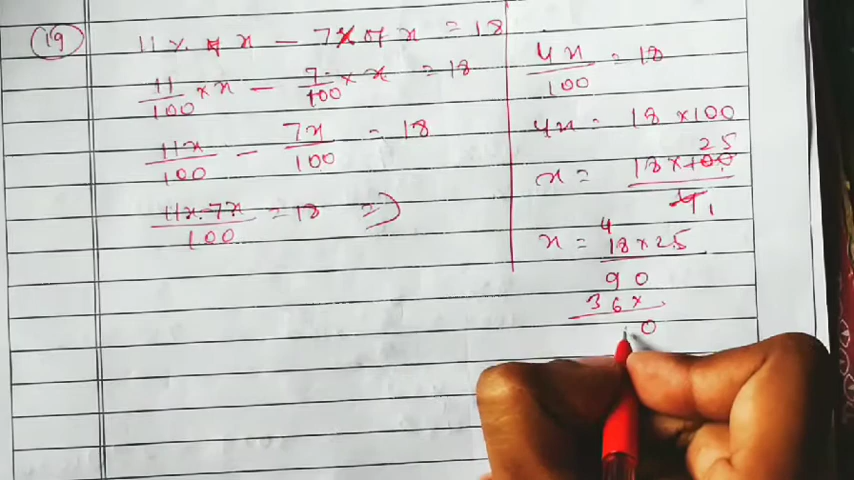 19
11% of x - 7% of x = 18
11/100 × x - 7/100 × x = 18
11x/100 - 7x/100 = 18
11x-7x/100 = 18 ⇒
4x/100 = 18
4x = 18 × 100
25
x = 18 × 100/4 1
4
x = 18 × 25
90
36×
0